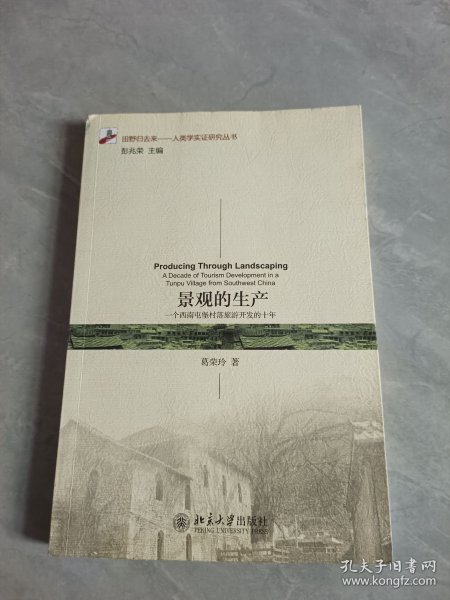 田野归去来——人类学实证研究丛书
彭兆荣 主编
Producing Through Landscaping
A Decade of Tourism Development in a
Tunpu Village from Southwest China
景观的生产
一个西南屯堡村落旅游开发的十年
葛荣玲 著
北京大学出版社
PEKING UNIVERSITY PRESS
孔夫子旧书网
www.kongfz.com